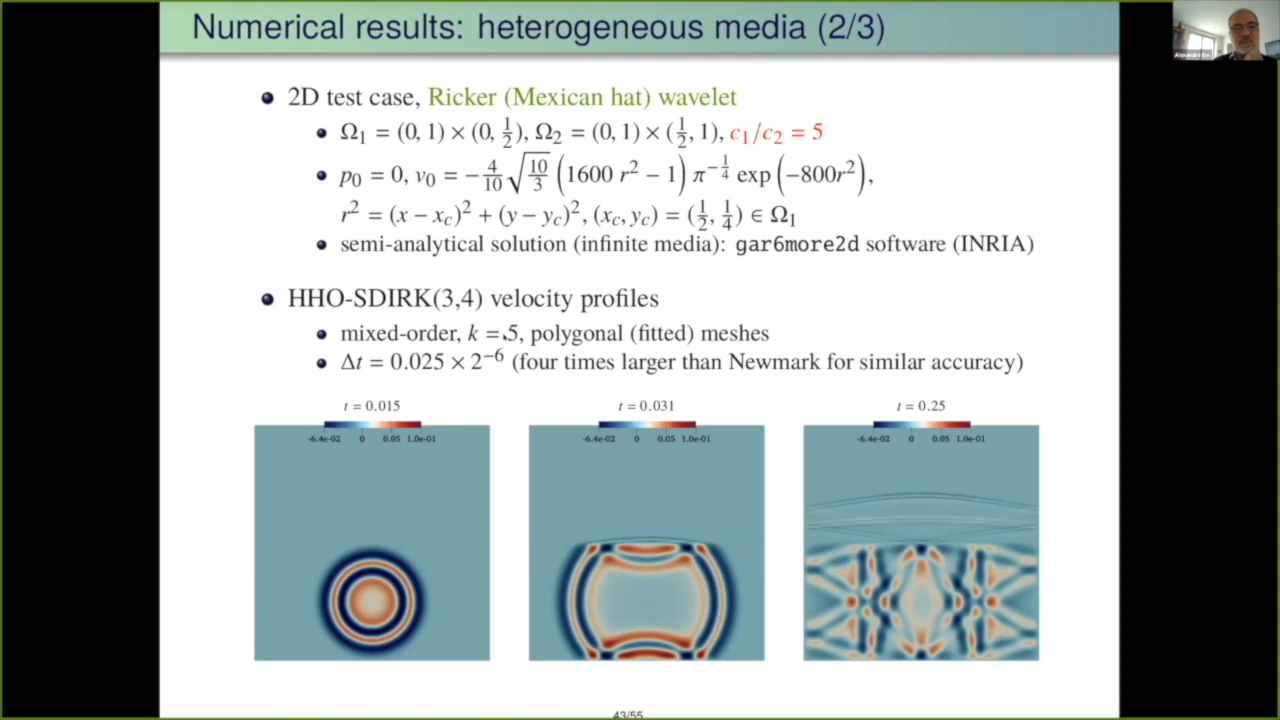 Numerical results: heterogeneous media (2/3)
2D test case, Ricker (Mexican hat) wavelet
Ω₁ = (0, 1) × (0, ½), Ω₂ = (0, 1) × (½, 1), c₁/c₂ = 5
p₀ = 0, v₀ = −4/10 √(10/3) (1600 r² − 1) π^(−1/4) exp (−800r²),
r² = (x − x_c)² + (y − y_c)², (x_c, y_c) = (½, ¼) ∈ Ω₁
semi-analytical solution (infinite media): gar6more2d software (INRIA)
HHO-SDIRK(3,4) velocity profiles
mixed-order, k = 5, polygonal (fitted) meshes
Δt = 0.025 × 2⁻⁶ (four times larger than Newmark for similar accuracy)
t = 0.015 t = 0.031 t = 0.25
-6.4e-02 0 0.05 1.0e-01 -6.4e-02 0 0.05 1.0e-01 -6.4e-02 0 0.05 1.0e-01
43/55